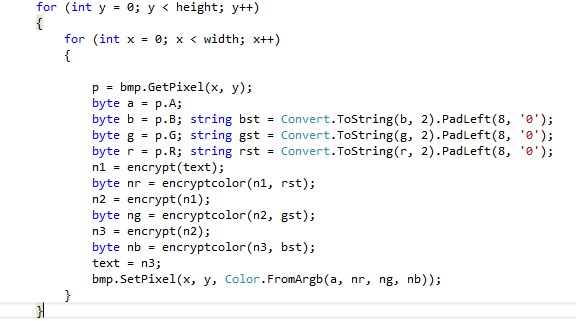 for (int y = 0; y < height; y++)
{
for (int x = 0; x < width; x++)
{
p = bmp.GetPixel(x, y);
byte a = p.A;
byte b = p.B; string bst = Convert.ToString(b, 2).PadLeft(8, '0');
byte g = p.G; string gst = Convert.ToString(g, 2).PadLeft(8, '0');
byte r = p.R; string rst = Convert.ToString(r, 2).PadLeft(8, '0');
n1 = encrypt(text);
byte nr = encryptcolor(n1, rst);
n2 = encrypt(n1);
byte ng = encryptcolor(n2, gst);
n3 = encrypt(n2);
byte nb = encryptcolor(n3, bst);
text = n3;
bmp.SetPixel(x, y, Color.FromArgb(a, nr, ng, nb));
}
}